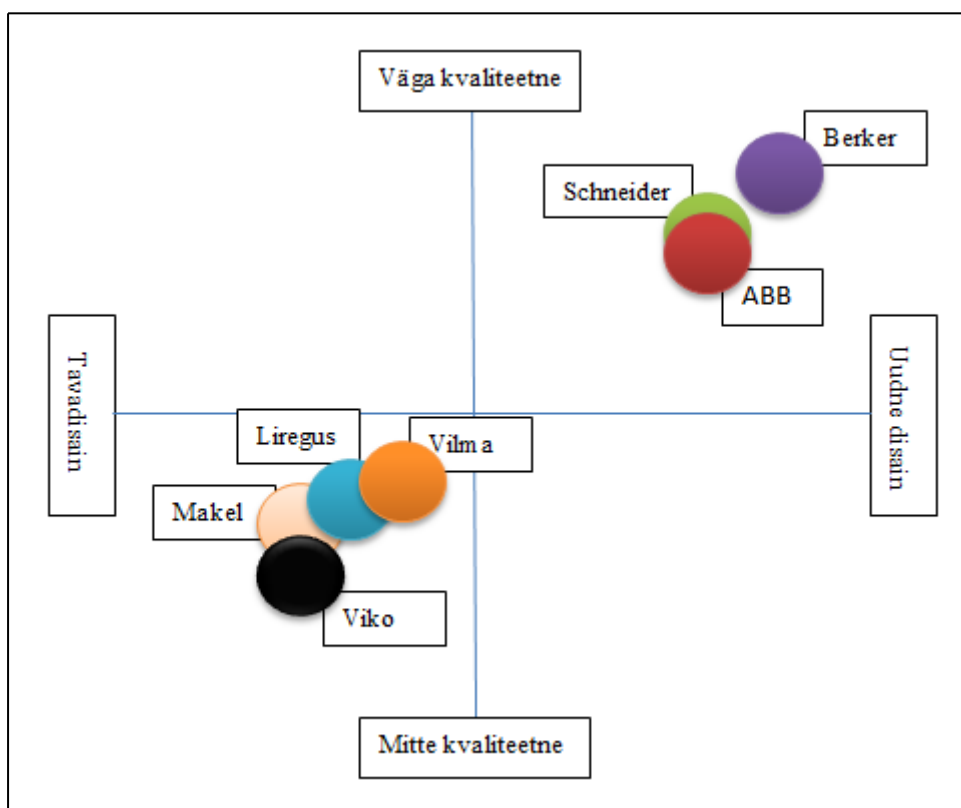 Väga kvaliteetne
Berker
Schneider
ABB
Tavadisain
Uudne disain
Liregus
Vilma
Makel
Viko
Mitte kvaliteetne